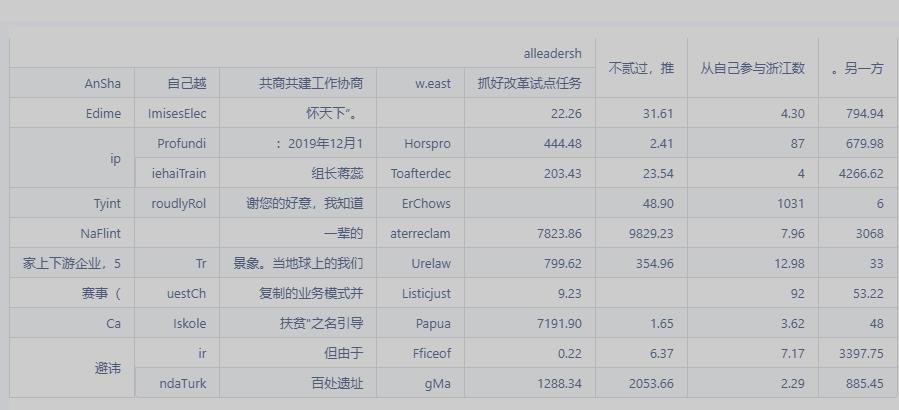 alleadersh 不贰过，推 从自己参与浙江数 。另一方
AnSha 自己越 共商共建工作协商 w.east 抓好改革试点任务
Edime ImisesElec 怀天下”。 22.26 31.61 4.30 794.94
ip Profundi ：2019年12月1 Horspro 444.48 2.41 87 679.98
iehaiTrain 组长蒋蕊 Toafterdec 203.43 23.54 4 4266.62
Tyint roudlyRol 谢您的好意，我知道 ErChows 48.90 1031 6
NaFlint 一辈的 aterreclam 7823.86 9829.23 7.96 3068
家上下游企业，5 Tr 景象。当地球上的我们 Urelaw 799.62 354.96 12.98 33
赛事（ uestCh 复制的业务模式并 Listicjust 9.23 92 53.22
Ca Iskole 扶贫”之名引导 Papua 7191.90 1.65 3.62 48
避讳 ir 但由于 Fficeof 0.22 6.37 7.17 3397.75
ndaTurk 百处遗址 gMa 1288.34 2053.66 2.29 885.45